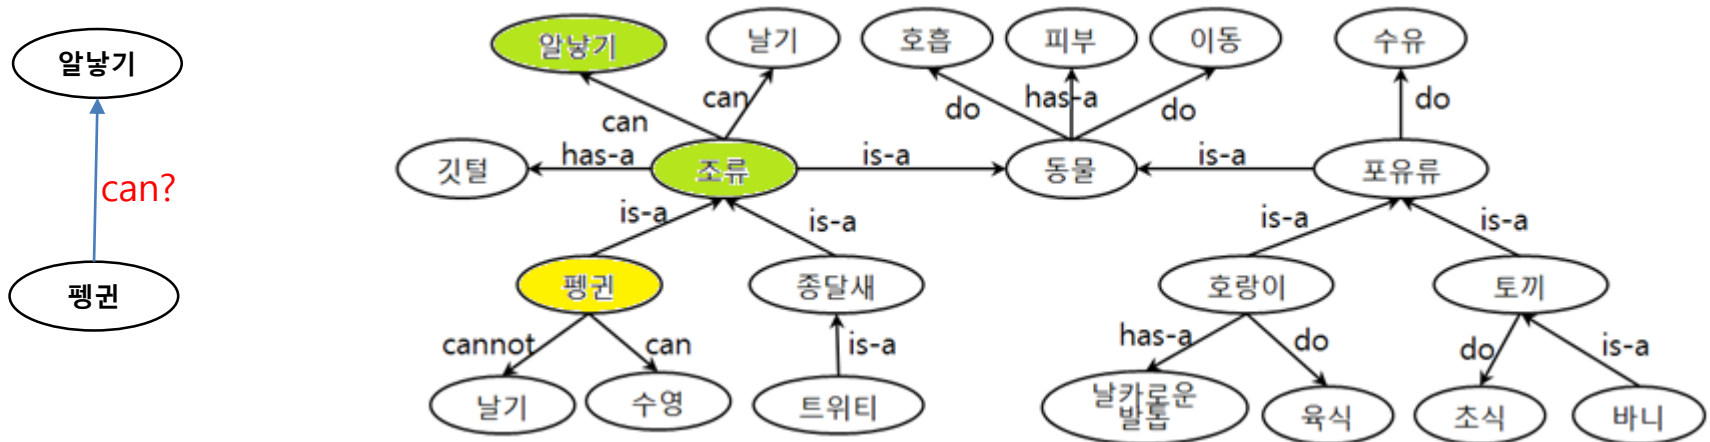 알낳기
can?
펭귄
알낳기 날기 호흡 피부 이동 수유
can can do has-a do do
깃털 has-a 조류 is-a 동물 is-a 포유류
is-a is-a is-a is-a
펭귄 종달새 호랑이 토끼
cannot can is-a has-a do do is-a
날기 수영 트위티 날카로운 육식 초식 바니
발톱